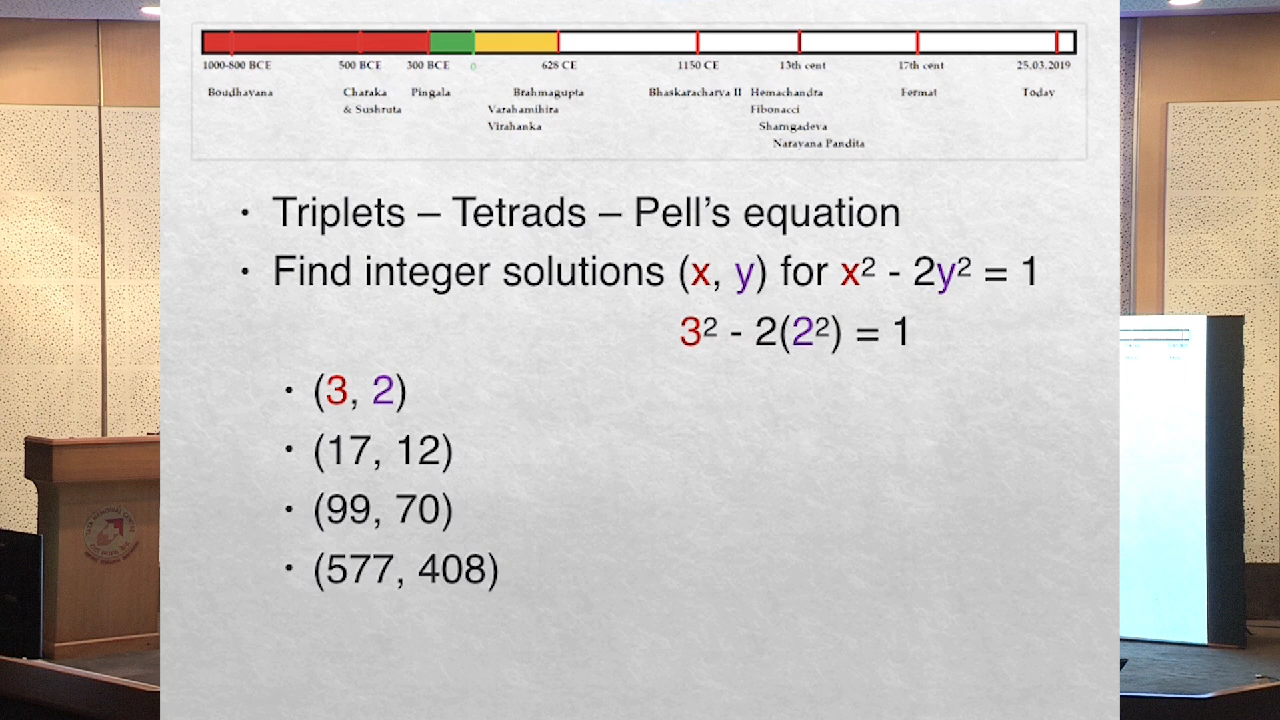 1000-800 BCE 500 BCE 300 BCE 0 628 CE 1150 CE 13th cent 17th cent 25.03.2019
Boudhayana Charaka Pingala Brahmagupta Bhaskaracharya II Hemachandra Fermat Today
& Sushruta Varahamihira Fibonacci
Virahanka Sharngadeva
Narayana Pandita
• Triplets – Tetrads – Pell's equation
• Find integer solutions (x, y) for x² - 2y² = 1
3² - 2(2²) = 1
• (3, 2)
• (17, 12)
• (99, 70)
• (577, 408)